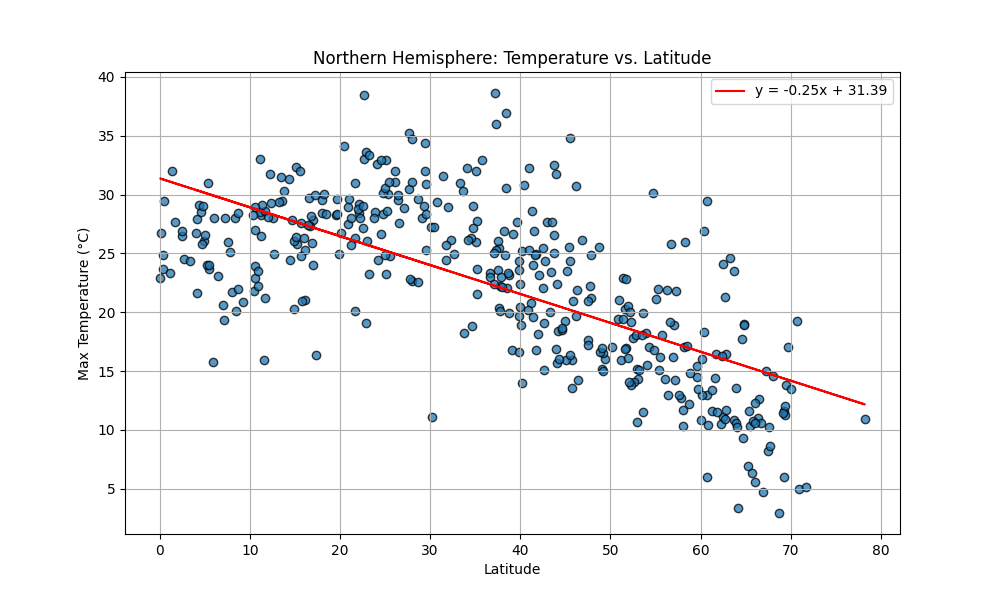 Northern Hemisphere: Temperature vs. Latitude
y = -0.25x + 31.39
Max Temperature (°C)
40
35
30
25
20
15
10
5
0 10 20 30 40 50 60 70 80
Latitude